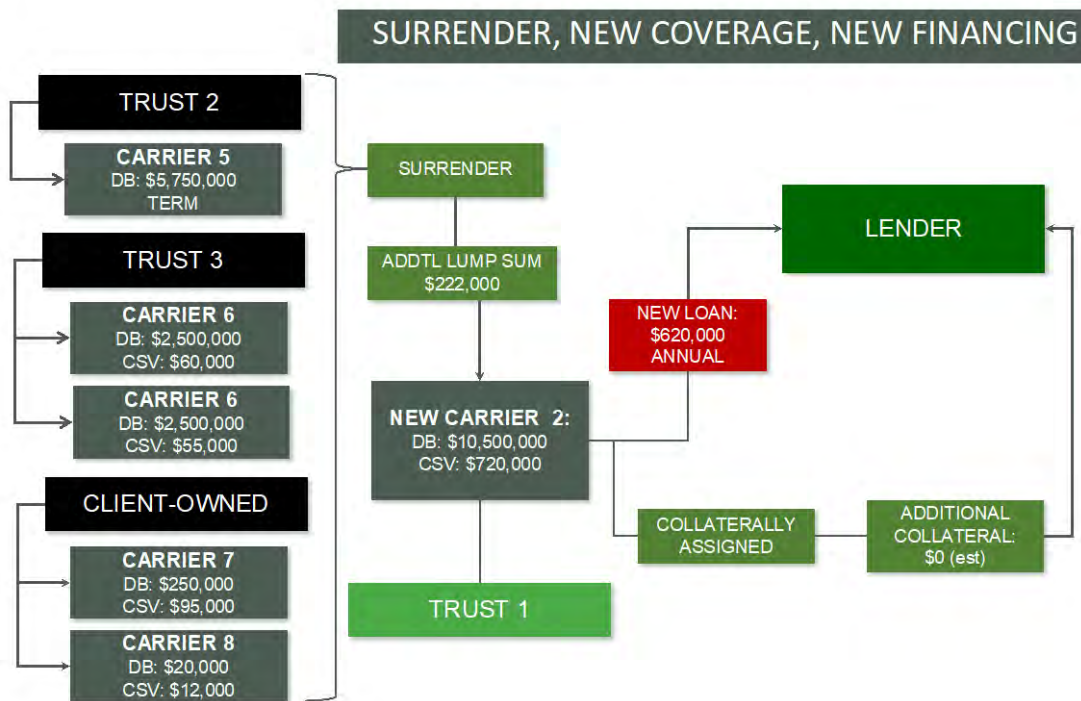 SURRENDER, NEW COVERAGE, NEW FINANCING
TRUST 2
CARRIER 5
DB: $5,750,000
TERM
TRUST 3
CARRIER 6
DB: $2,500,000
CSV: $60,000
CARRIER 6
DB: $2,500,000
CSV: $55,000
CLIENT-OWNED
CARRIER 7
DB: $250,000
CSV: $95,000
CARRIER 8
DB: $20,000
CSV: $12,000
SURRENDER
ADDTL LUMP SUM
$222,000
NEW CARRIER 2:
DB: $10,500,000
CSV: $720,000
TRUST 1
NEW LOAN:
$620,000
ANNUAL
LENDER
COLLATERALLY
ASSIGNED
ADDITIONAL
COLLATERAL:
$0 (est)